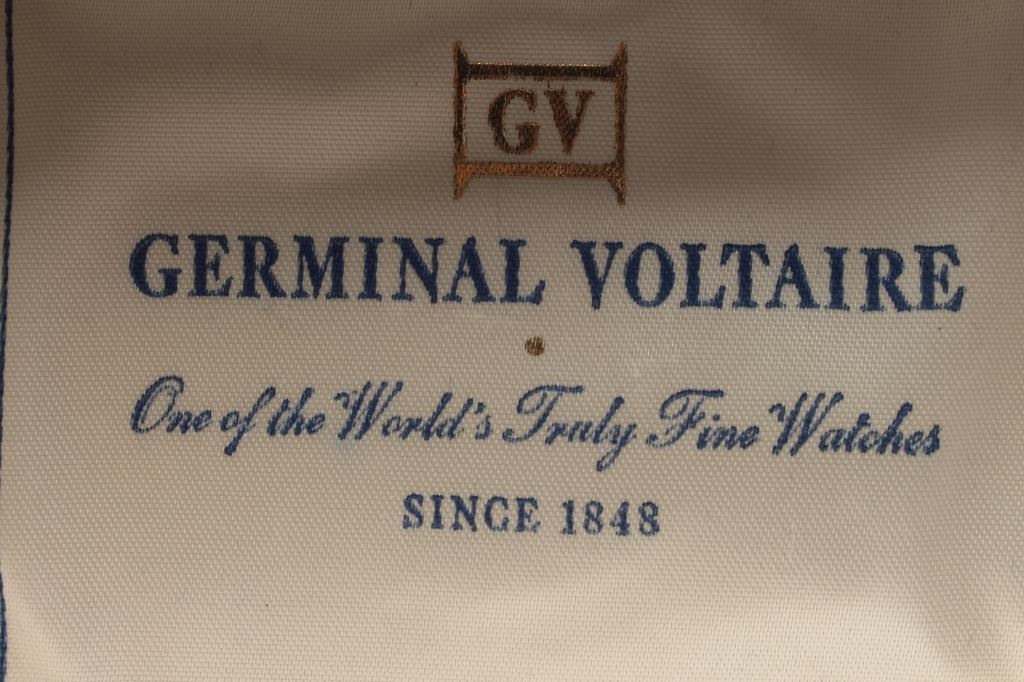 GV
GERMINAL VOLTAIRE
One of the World's Truly Fine Watches
SINCE 1848